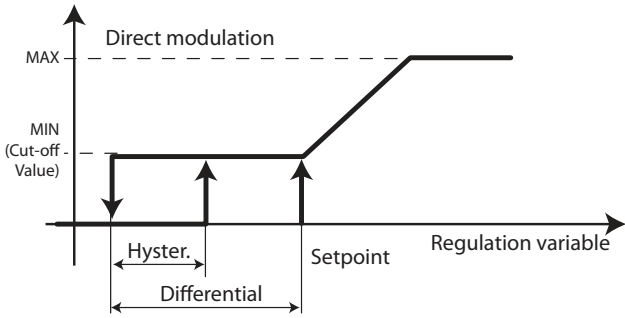 Direct modulation
MAX
MIN
(Cut-off
Value)
Regulation variable
Hyster.
Setpoint
Differential